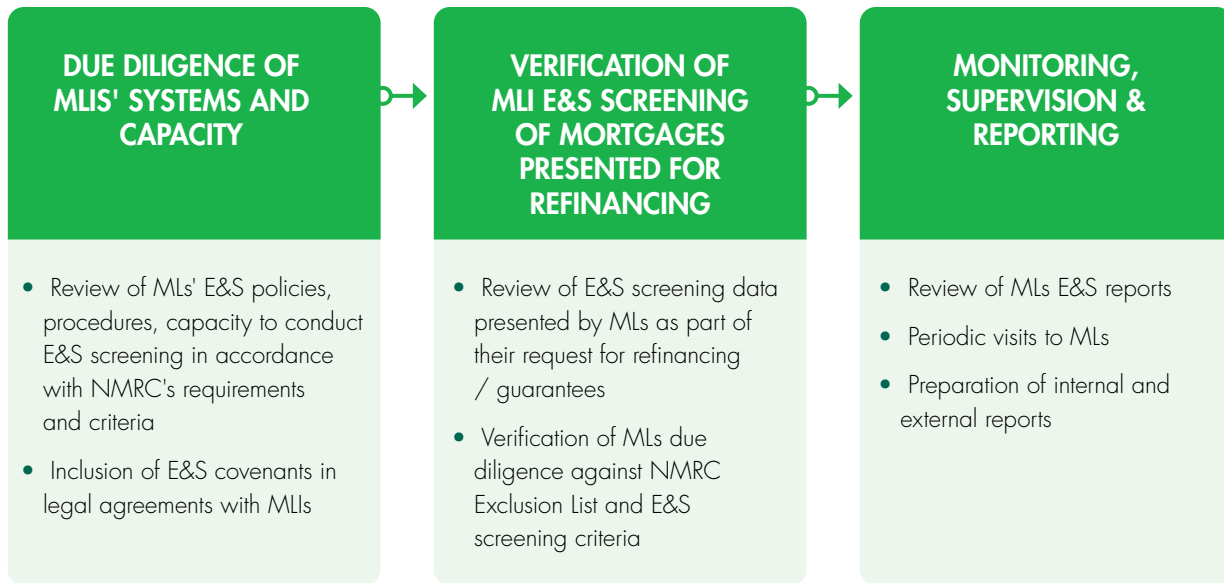 DUE DILIGENCE OF
MLIS' SYSTEMS AND
CAPACITY
• Review of MLs' E&S policies,
procedures, capacity to conduct
E&S screening in accordance
with NMRC's requirements
and criteria
• Inclusion of E&S covenants in
legal agreements with MLIs
VERIFICATION OF
MLI E&S SCREENING
OF MORTGAGES
PRESENTED FOR
REFINANCING
• Review of E&S screening data
presented by MLs as part of
their request for refinancing
/ guarantees
• Verification of MLs due
diligence against NMRC
Exclusion List and E&S
screening criteria
MONITORING,
SUPERVISION &
REPORTING
• Review of MLs E&S reports
• Periodic visits to MLs
• Preparation of internal and
external reports